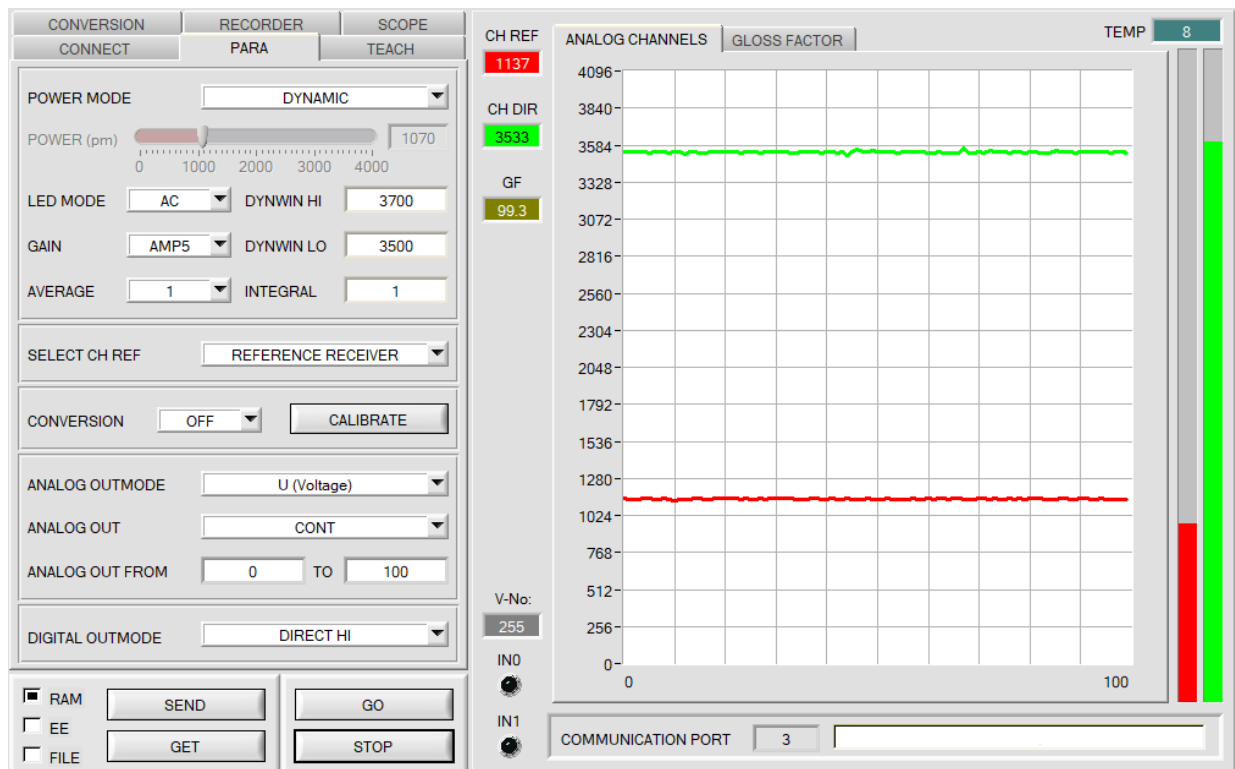 CONVERSION RECORDER SCOPE
CONNECT PARA TEACH
POWER MODE DYNAMIC
POWER (pm) 1070
0 1000 2000 3000 4000
LED MODE AC DYNWIN HI 3700
GAIN AMP5 DYNWIN LO 3500
AVERAGE 1 INTEGRAL 1
SELECT CH REF REFERENCE RECEIVER
CONVERSION OFF CALIBRATE
ANALOG OUTMODE U (Voltage)
ANALOG OUT CONT
ANALOG OUT FROM 0 TO 100
DIGITAL OUTMODE DIRECT HI
RAM SEND GO
EE
GET STOP
FILE
CH REF
1137
CH DIR
3533
GF
99.3
V-No:
255
IN0
IN1
ANALOG CHANNELS GLOSS FACTOR
TEMP 8
4096
3840
3584
3328
3072
2816
2560
2304
2048
1792
1536
1280
1024
768
512
256
0
0 100
COMMUNICATION PORT 3